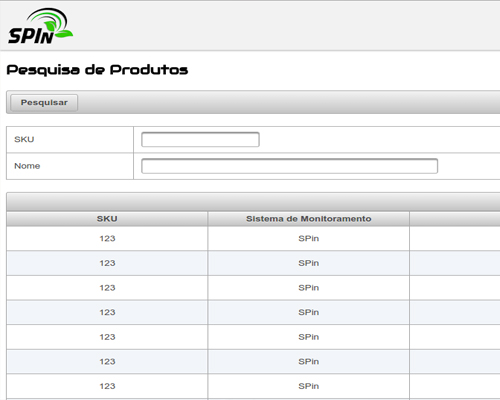 SPIN
Pesquisa de Produtos
Pesquisar
SKU
Nome
SKU Sistema de Monitoramento
123 SPin
123 SPin
123 SPin
123 SPin
123 SPin
123 SPin
123 SPin